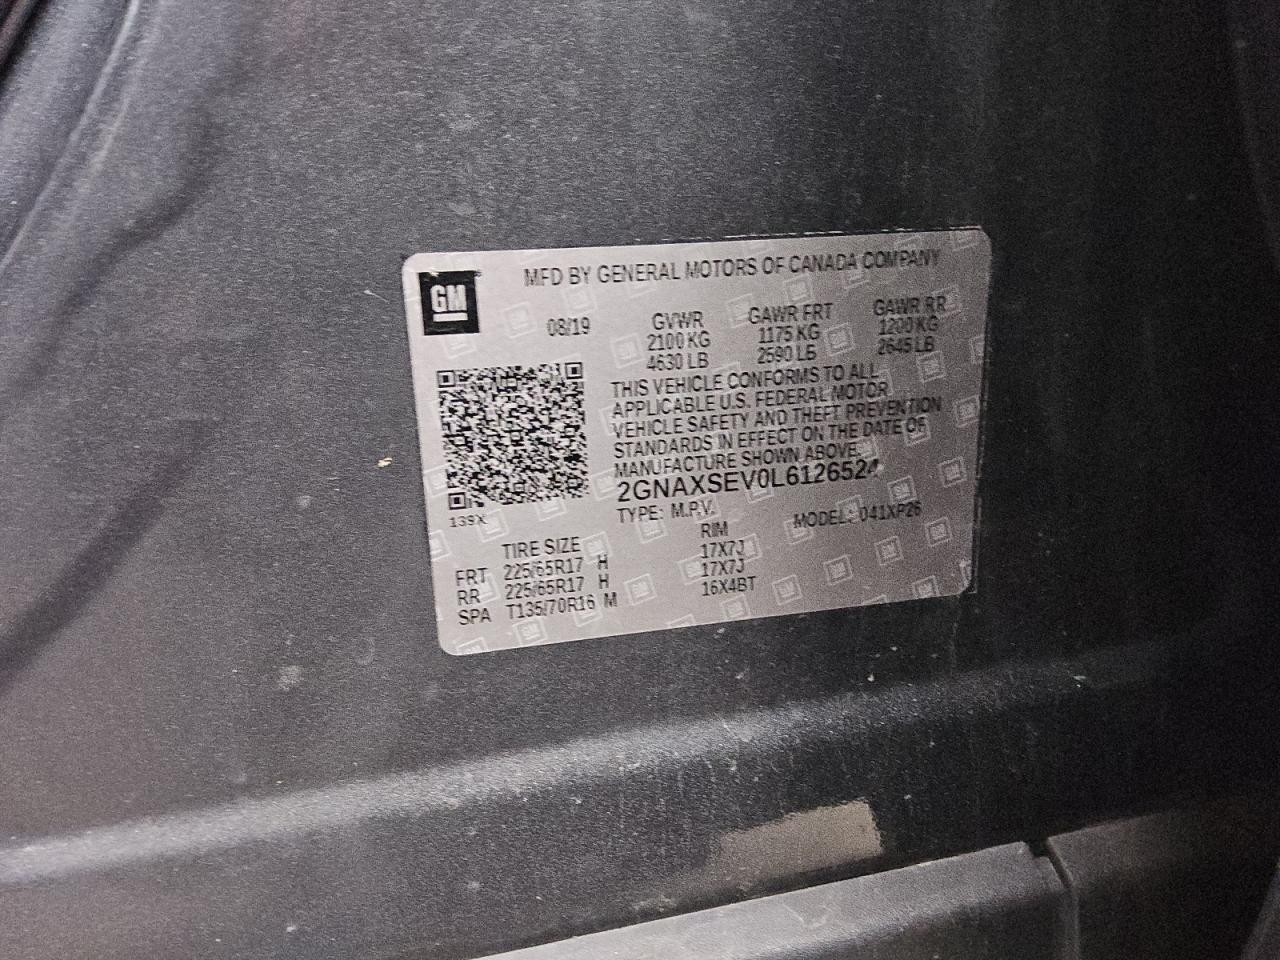 GM
MFD BY GENERAL MOTORS OF CANADA COMPANY
08/19 GVWR GAWR FRT GAWR RR
2100 KG 1175 KG 1200 KG
4630 LB 2590 LB 2645 LB
THIS VEHICLE CONFORMS TO ALL
APPLICABLE U.S. FEDERAL MOTOR
VEHICLE SAFETY AND THEFT PREVENTION
STANDARDS IN EFFECT ON THE DATE OF
MANUFACTURE SHOWN ABOVE.
2GNAXSEV0L6126524
139X
TYPE: M.P.V. MODEL: 041XP26
TIRE SIZE RIM
FRT 225/65R17 H 17X7J
RR 225/65R17 H 17X7J
SPA T135/70R16 M 16X4BT